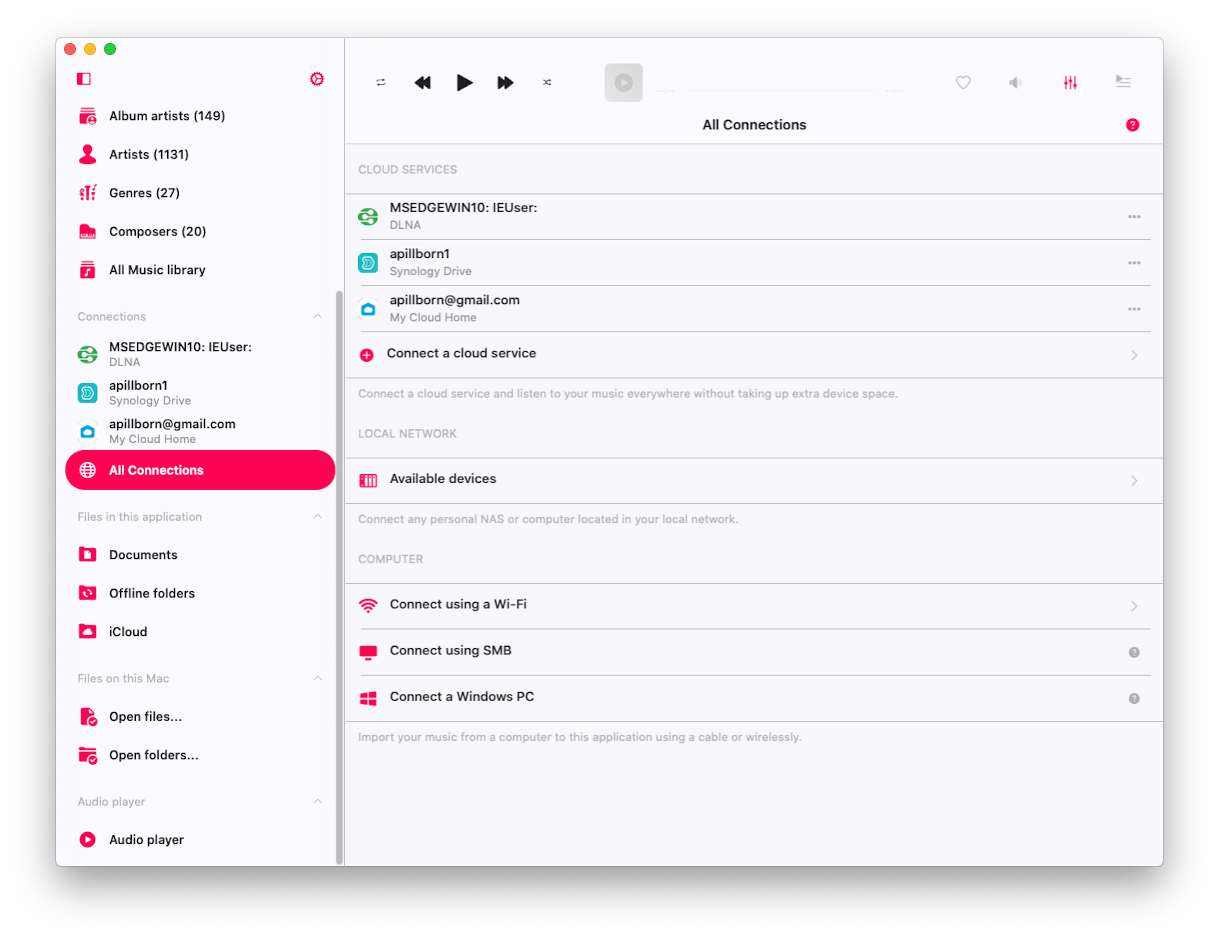 Album artists (149)
Artists (1131)
Genres (27)
Composers (20)
All Music library
Connections
MSEDGEWIN10: IEUser:
DLNA
apillborn1
Synology Drive
apillborn@gmail.com
My Cloud Home
All Connections
Files in this application
Documents
Offline folders
iCloud
Files on this Mac
Open files...
Open folders...
Audio player
Audio player
--:--
--:--
All Connections
?
CLOUD SERVICES
MSEDGEWIN10: IEUser:
DLNA
apillborn1
Synology Drive
apillborn@gmail.com
My Cloud Home
Connect a cloud service
Connect a cloud service and listen to your music everywhere without taking up extra device space.
LOCAL NETWORK
Available devices
Connect any personal NAS or computer located in your local network.
COMPUTER
Connect using a Wi-Fi
Connect using SMB
?
Connect a Windows PC
?
Import your music from a computer to this application using a cable or wirelessly.